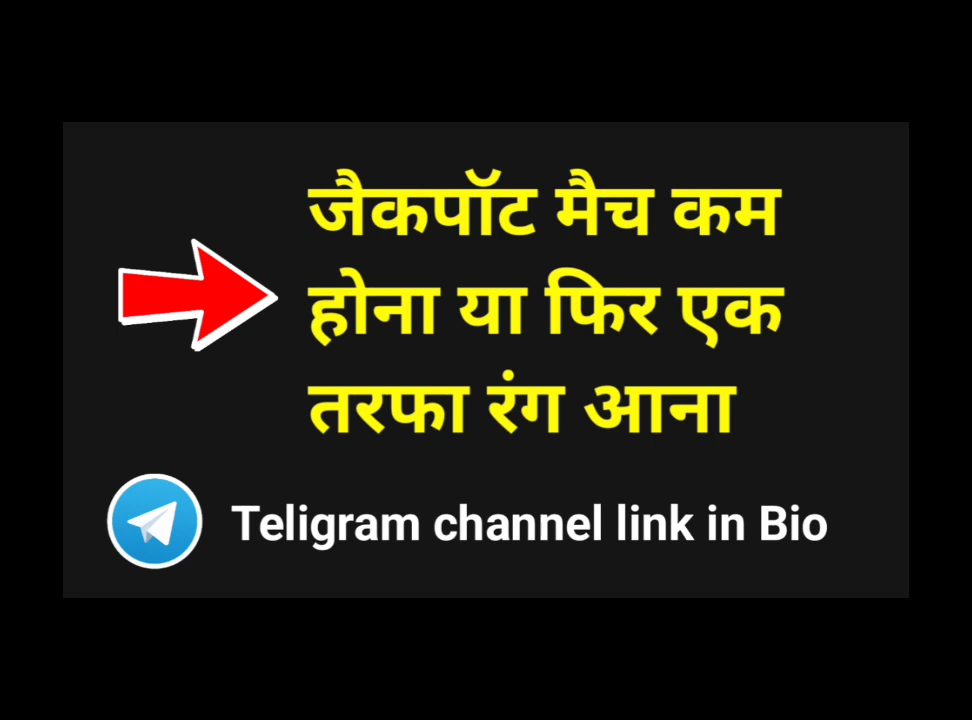 जैकपॉट मैच कम
होना या फिर एक
तरफा रंग आना
Teligram channel link in Bio